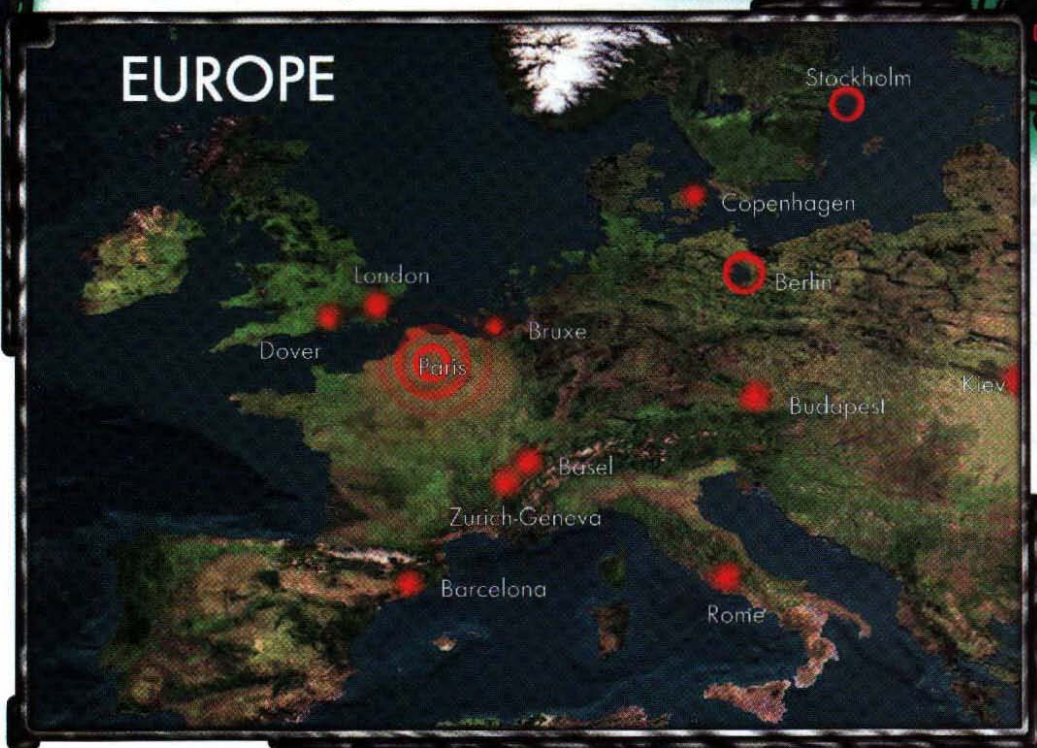 EUROPE
Stockholm
Copenhagen
Berlin
London
Dover
Bruxe
Paris
Kiev
Budapest
Basel
Zurich-Geneva
Barcelona
Rome